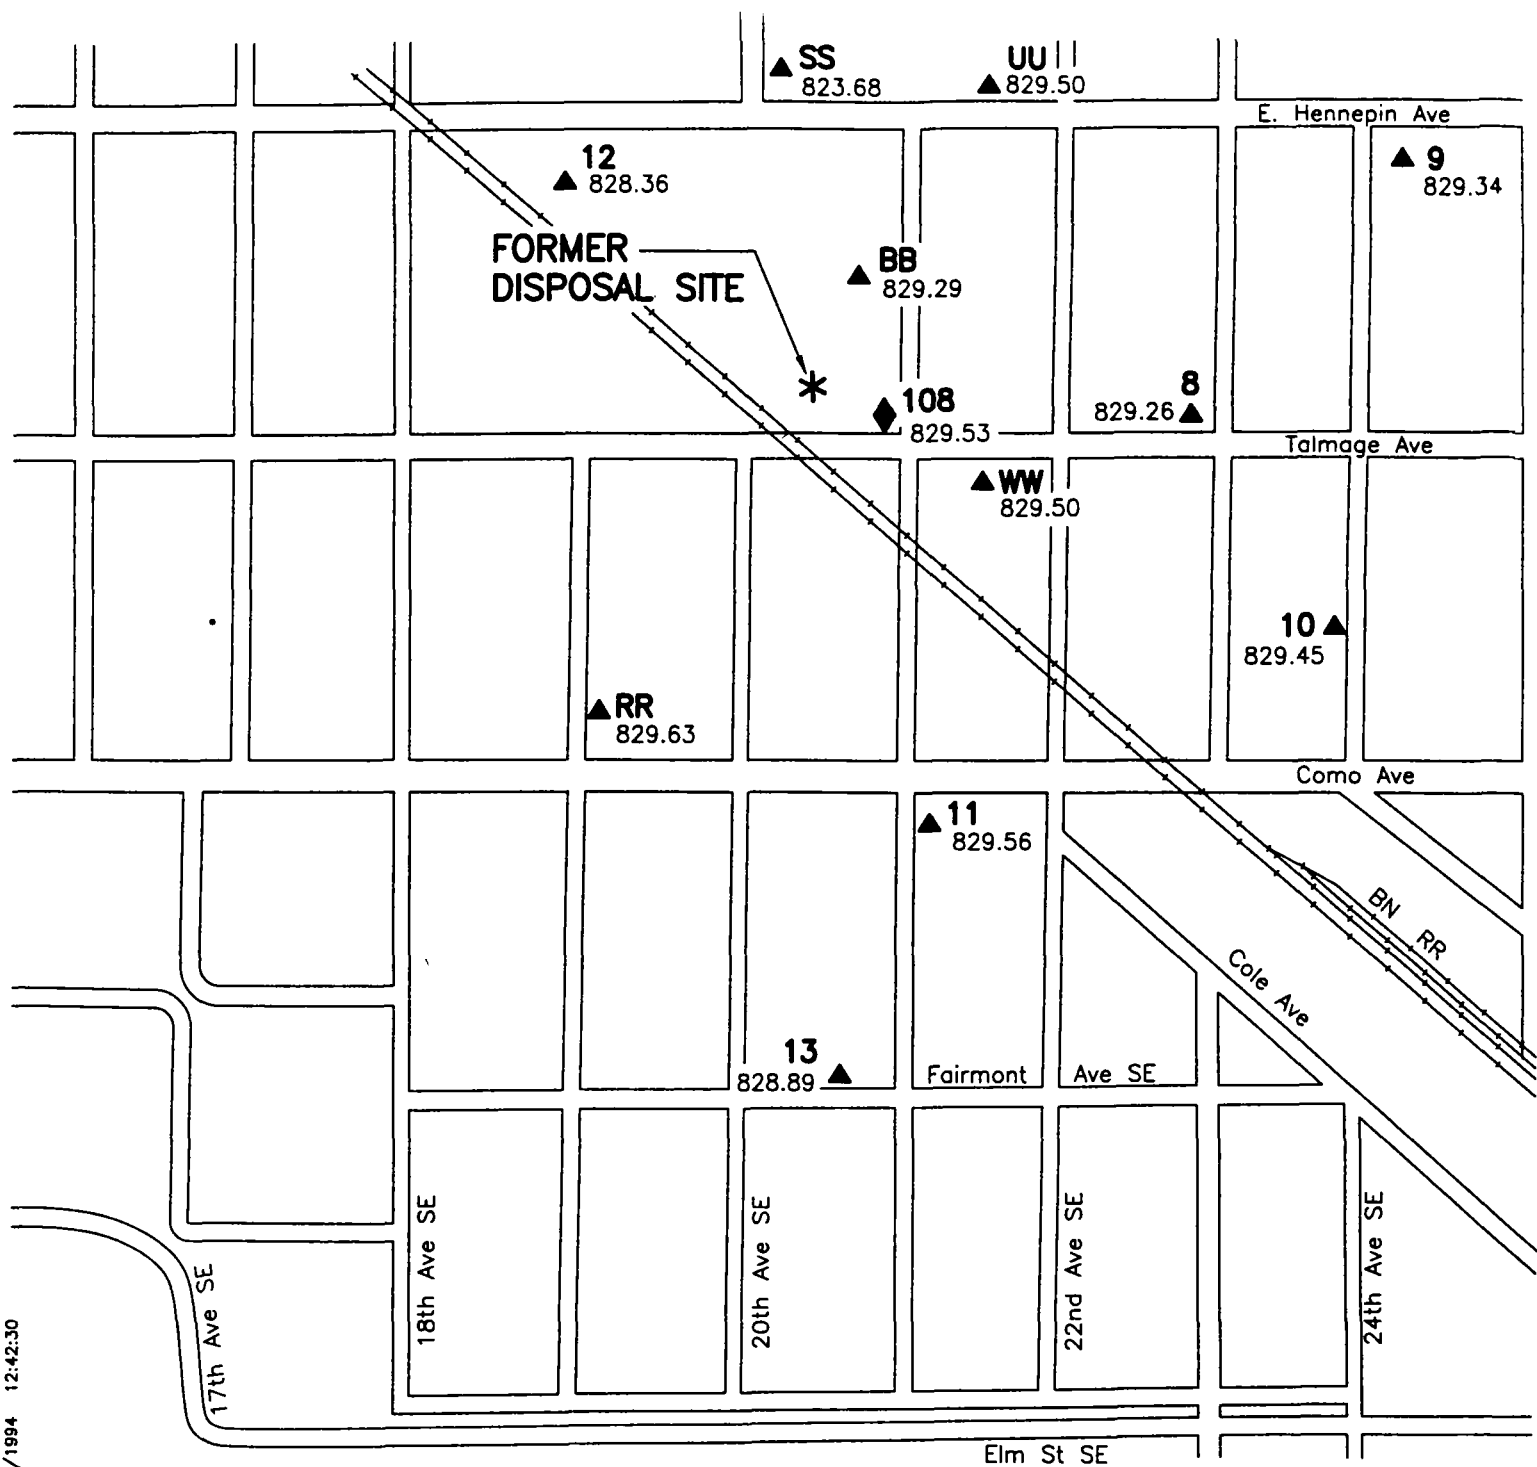 SS
823.68
UU
829.50
E. Hennepin Ave
12
828.36
9
829.34
FORMER
DISPOSAL SITE
BB
829.29
8
829.26
108
829.53
Talmage Ave
WW
829.50
10
829.45
RR
829.63
Como Ave
11
829.56
BN RR
Cole Ave
13
828.89
Fairmont Ave SE
17th Ave SE
18th Ave SE
20th Ave SE
22nd Ave SE
24th Ave SE
Elm St SE
/1994 12:42:30